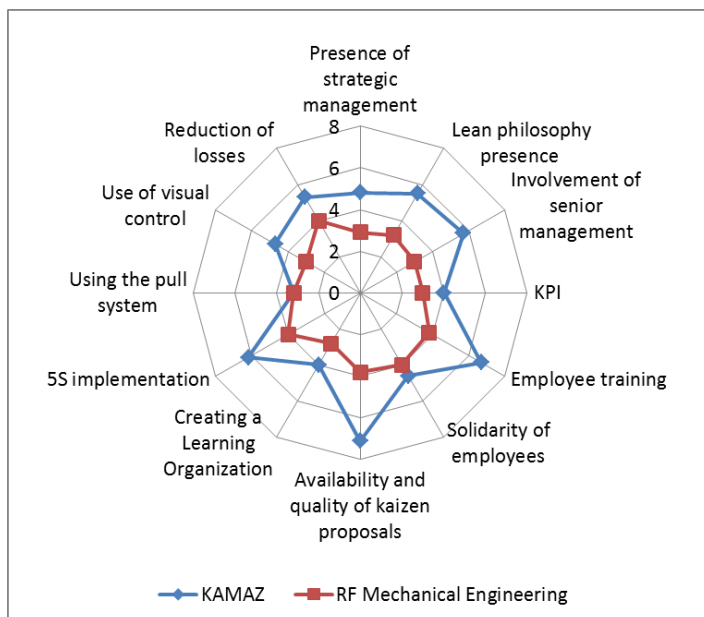 Presence of
strategic
management
Lean philosophy
presence
Involvement of
senior
management
KPI
Employee training
Solidarity of
employees
Availability and
quality of kaizen
proposals
Creating a
Learning
Organization
5S implementation
Using the pull
system
Use of visual
control
Reduction of
losses
8
6
4
2
0
KAMAZ
RF Mechanical Engineering